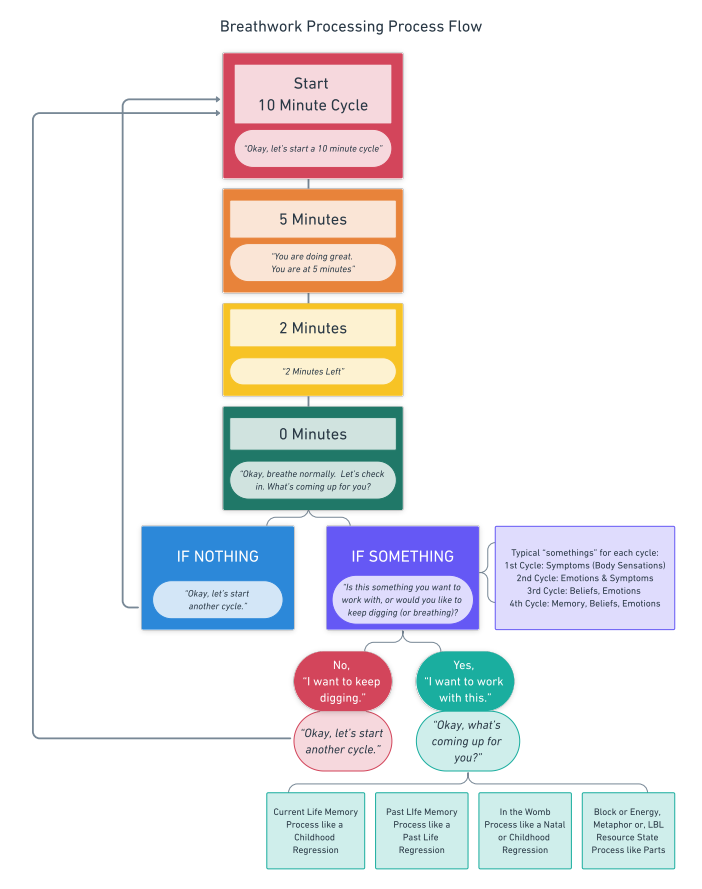 Breathwork Processing Process Flow
Start
10 Minute Cycle
"Okay, let's start a 10 minute cycle"
5 Minutes
"You are doing great.
You are at 5 minutes"
2 Minutes
"2 Minutes Left"
0 Minutes
"Okay, breathe normally. Let's check
in. What's coming up for you?
IF NOTHING
"Okay, let's start
another cycle."
IF SOMETHING
"Is this something you want to
work with, or would you like to
keep digging (or breathing)?
Typical "somethings" for each cycle:
1st Cycle: Symptoms (Body Sensations)
2nd Cycle: Emotions & Symptoms
3rd Cycle: Beliefs, Emotions
4th Cycle: Memory, Beliefs, Emotions
No,
"I want to keep
digging."
"Okay, let's start
another cycle."
Yes,
"I want to work
with this."
"Okay, what's
coming up for
you?"
Current Life Memory
Process like a
Childhood
Regression
Past LIfe Memory
Process like a
Past Life
Regression
In the Womb
Process like a Natal
or Childhood
Regression
Block or Energy,
Metaphor or, LBL
Resource State
Process like Parts